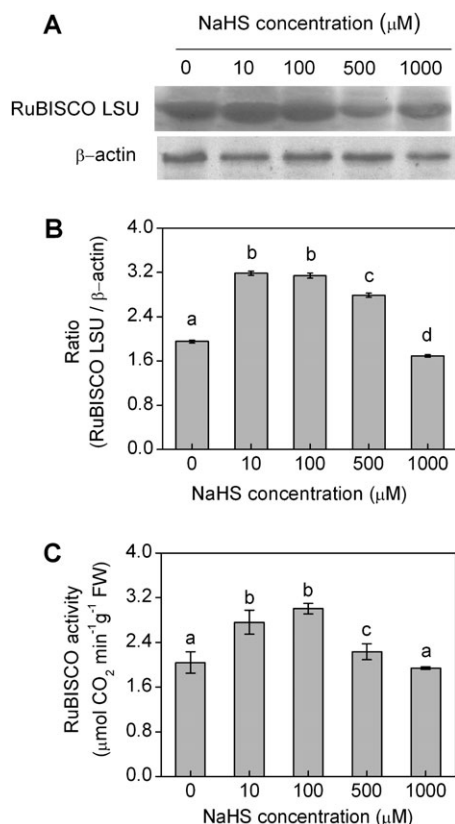 A
NaHS concentration (μM)
0 10 100 500 1000
RuBISCO LSU
β−actin
B
Ratio
(RuBISCO LSU / β−actin)
4.0
3.2
2.4
1.6
0.8
0.0
a b b c d
0 10 100 500 1000
NaHS concentration (μM)
C
RuBISCO activity
(μmol CO₂ min⁻¹g⁻¹ FW)
4.0
3.2
2.4
1.6
0.8
0.0
a b b c a
0 10 100 500 1000
NaHS concentration (μM)